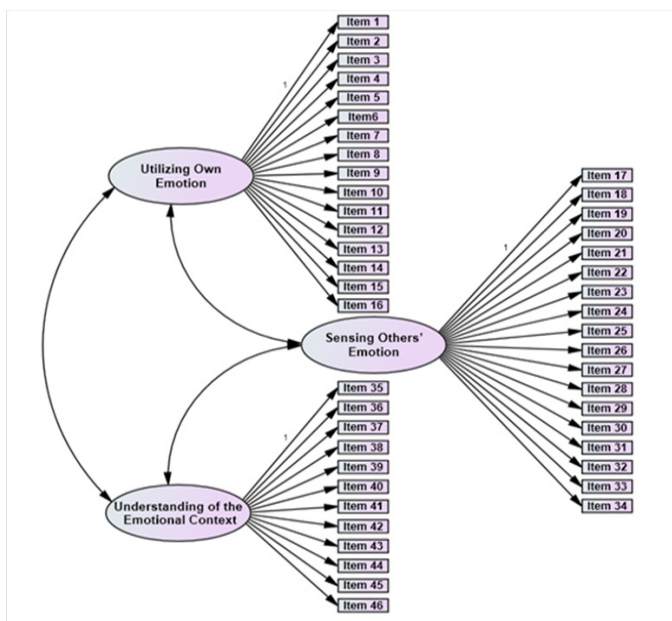 Item 1
Item 2
Item 3
Item 4
Item 5
Item6
Item 7
Item 8
Item 9
Item 10
Item 11
Item 12
Item 13
Item 14
Item 15
Item 16
1
Utilizing Own
Emotion
Item 17
Item 18
Item 19
Item 20
Item 21
Item 22
Item 23
Item 24
Item 25
Item 26
Item 27
Item 28
Item 29
Item 30
Item 31
Item 32
Item 33
Item 34
1
Sensing Others'
Emotion
Item 35
Item 36
Item 37
Item 38
Item 39
Item 40
Item 41
Item 42
Item 43
Item 44
Item 45
Item 46
1
Understanding of the
Emotional Context